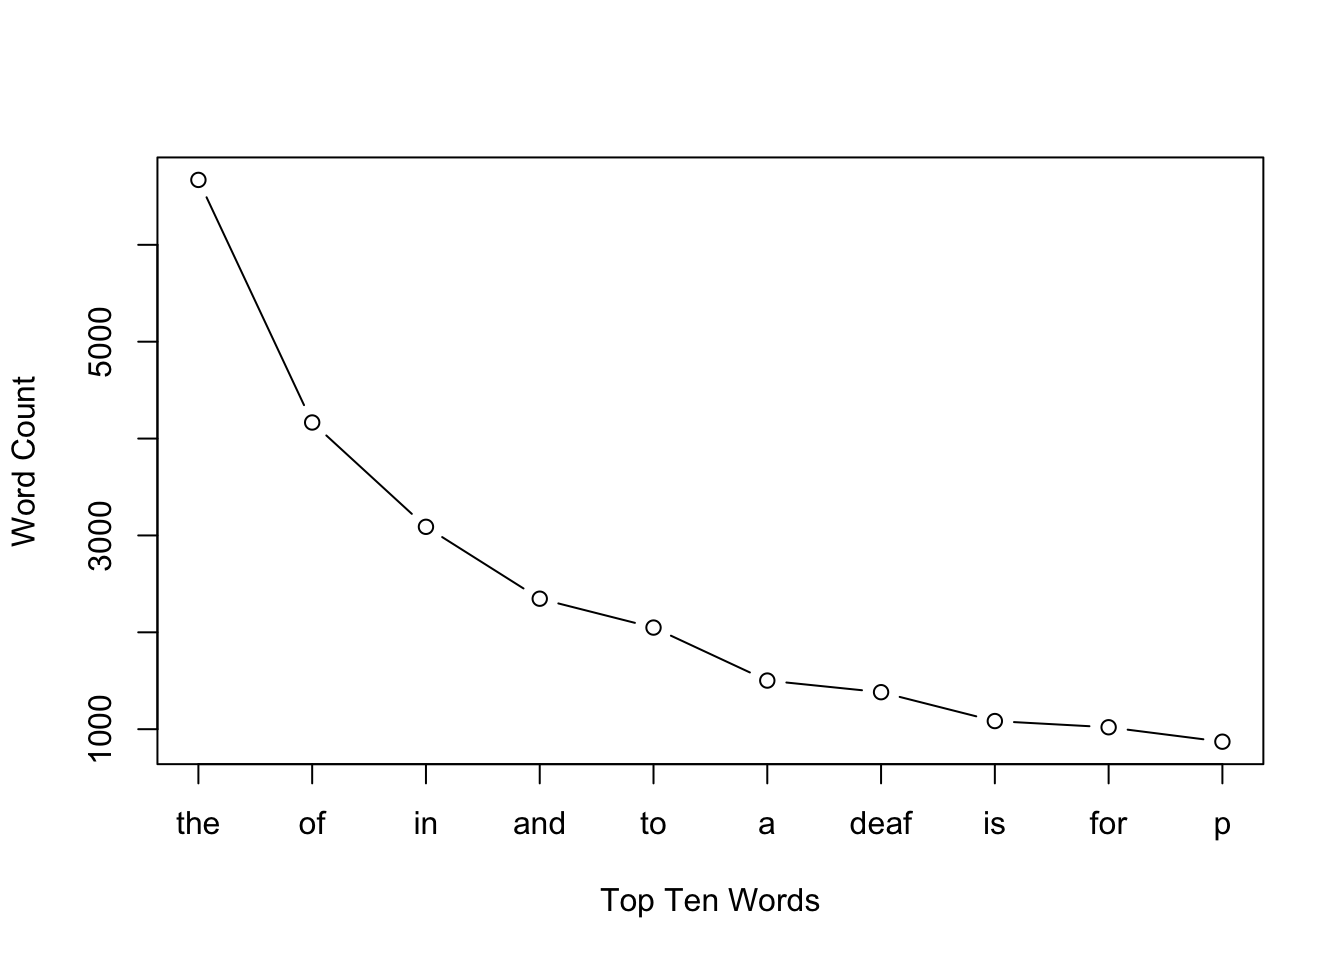 Word Count
5000
3000
1000
the of in and to a deaf is for p
Top Ten Words